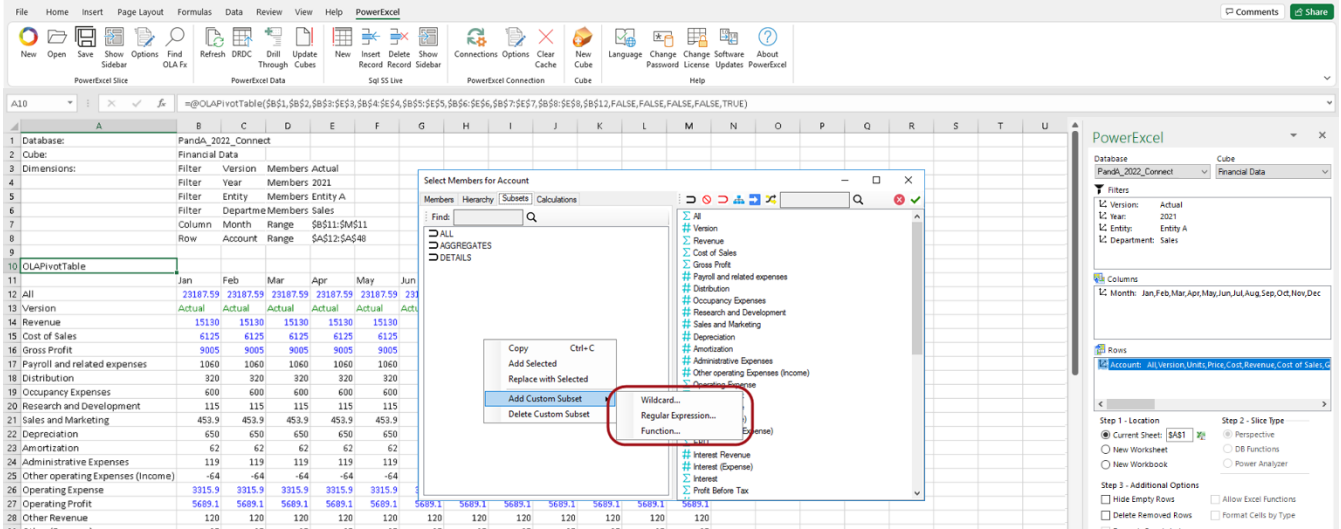 File Home Insert Page Layout Formulas Data Review View Help PowerExcel
Comments Share
New Open Save Show Sidebar Options Find OLA Fx Refresh DRDC Drill Through Update Cubes New Insert Record Delete Record Show Sidebar Connections Options Clear Cache New Cube Language Change Password Change License Software Updates About PowerExcel
PowerExcel Slice PowerExcel Data Sql SS Live PowerExcel Connection Cube Help
A10 fx =@OLAPivotTable($B$1,$B$2,$B$3:$E$3,$B$4:$E$4,$B$5:$E$5,$B$6:$E$6,$B$7:$E$7,$B$8:$E$8,$B$12,FALSE,FALSE,FALSE,FALSE,TRUE)
A B C D E F G H I J K L M N O P Q R S T U
1 Database: PandA_2022_Connect
2 Cube: Financial Data
3 Dimensions: Filter Version Members Actual
4 Filter Year Members 2021
5 Filter Entity Members Entity A
6 Filter Departme Members Sales
7 Column Month Range $B$11:$M$11
8 Row Account Range $A$12:$A$48
9
10 OLAPivotTable
11 Jan Feb Mar Apr May Jun
12 All 23187.59 23187.59 23187.59 23187.59 23187.59
13 Version Actual Actual Actual Actual Actual
14 Revenue 15130 15130 15130 15130 15130
15 Cost of Sales 6125 6125 6125 6125 6125
16 Gross Profit 9005 9005 9005 9005 9005
17 Payroll and related expenses 1060 1060 1060 1060 1060
18 Distribution 320 320 320 320 320
19 Occupancy Expenses 600 600 600 600 600
20 Research and Development 115 115 115 115 115
21 Sales and Marketing 453.9 453.9 453.9 453.9 453.9
22 Depreciation 650 650 650 650 650
23 Amortization 62 62 62 62 62
24 Administrative Expenses 119 119 119 119 119
25 Other operating Expenses (Income) -64 -64 -64 -64 -64
26 Operating Expense 3315.9 3315.9 3315.9 3315.9 3315.9
27 Operating Profit 5689.1 5689.1 5689.1 5689.1 5689.1 5689.1 5689.1 5689.1 5689.1 5689.1 5689.1 5689.1
28 Other Revenue 120 120 120 120 120 120 120 120 120 120 120 120
Select Members for Account
Members Hierarchy Subsets Calculations
Find:
ALL
AGGREGATES
DETAILS
Copy Ctrl+C
Add Selected
Replace with Selected
Add Custom Subset
Delete Custom Subset
Wildcard...
Regular Expression...
Function...
All
Version
Revenue
Cost of Sales
Gross Profit
Payroll and related expenses
Distribution
Occupancy Expenses
Research and Development
Sales and Marketing
Depreciation
Amortization
Administrative Expenses
Other operating Expenses (Income)
Operating Expense
Interest Revenue
Interest (Expense)
Interest
Profit Before Tax
PowerExcel
Database Cube
PandA_2022_Connect Financial Data
Filters
Version: Actual
Year: 2021
Entity: Entity A
Department: Sales
Columns
Month: Jan,Feb,Mar,Apr,May,Jun,Jul,Aug,Sep,Oct,Nov,Dec
Rows
Account: All,Version,Units,Price,Cost,Revenue,Cost of Sales,G
Step 1 - Location Step 2 - Slice Type
Current Sheet: $A$1 Perspective
New Worksheet DB Functions
New Workbook Power Analyzer
Step 3 - Additional Options
Hide Empty Rows Allow Excel Functions
Delete Removed Rows Format Cells by Type